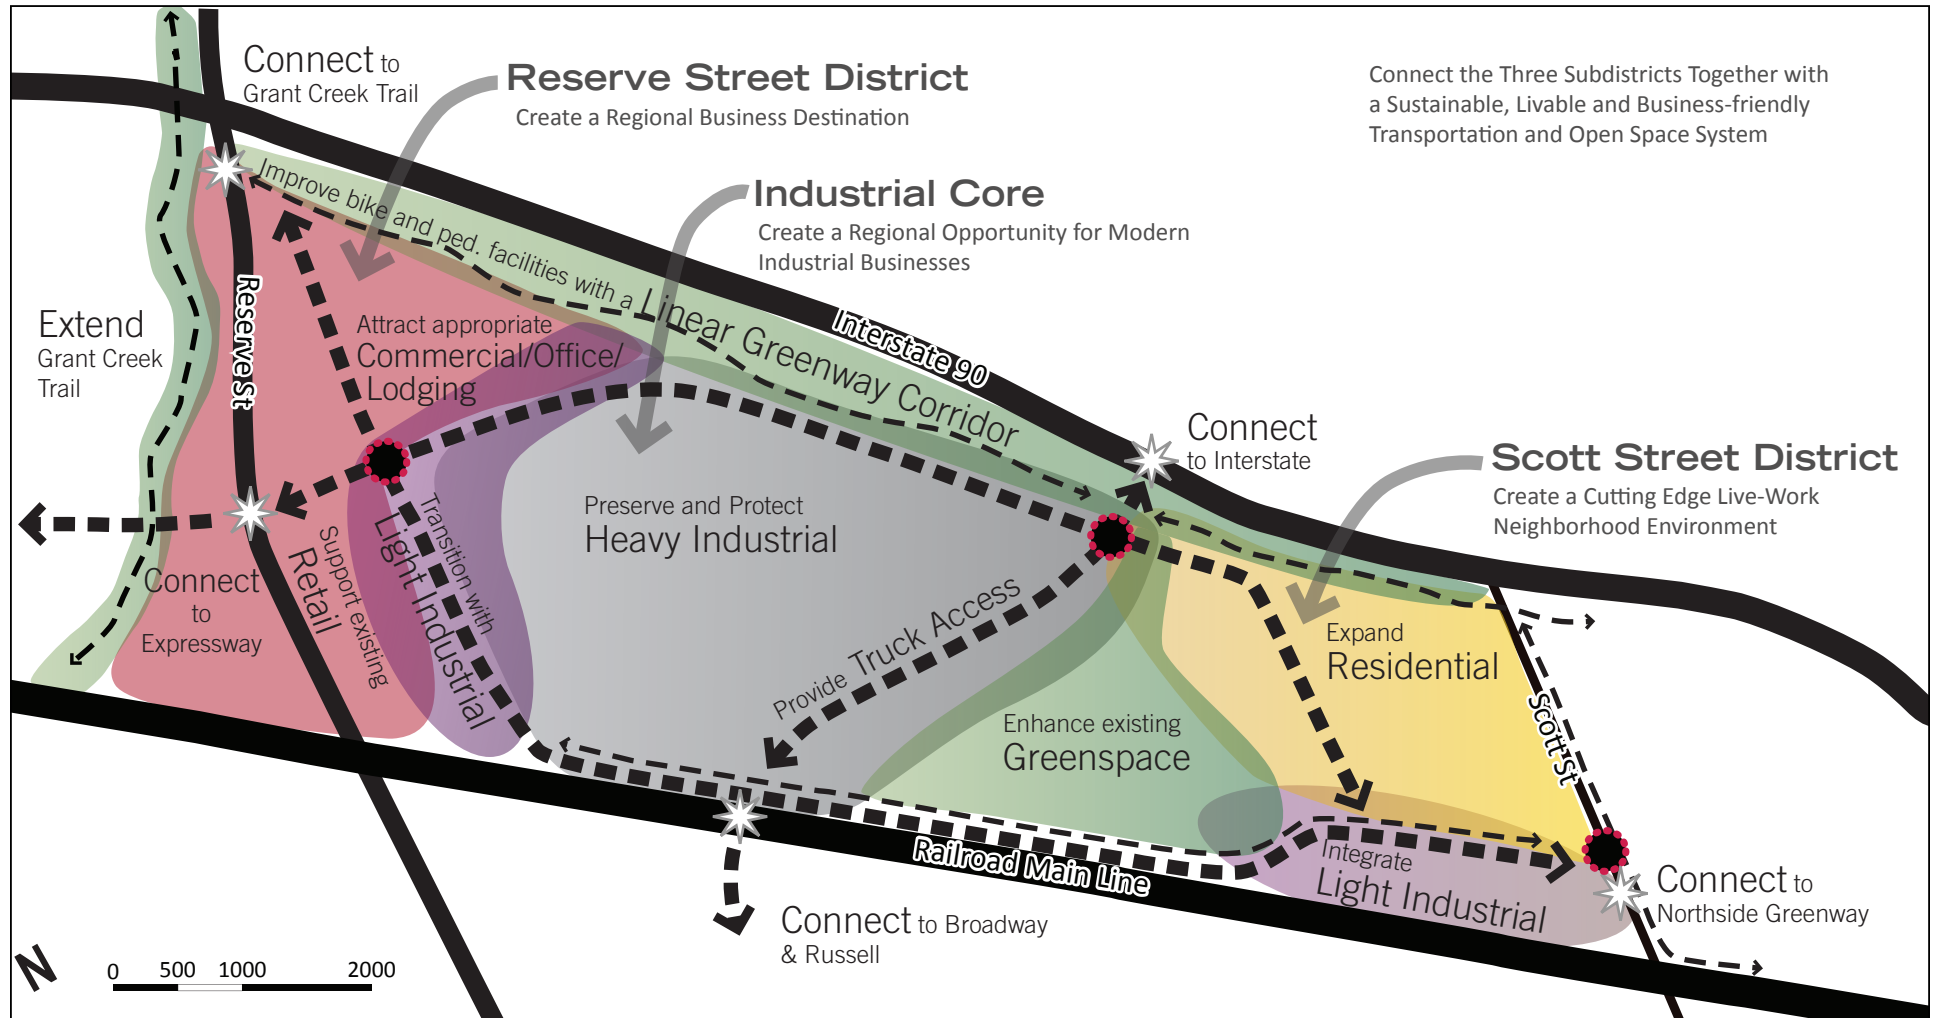 Connect to
Grant Creek Trail
Reserve Street District
Create a Regional Business Destination
Connect the Three Subdistricts Together with
a Sustainable, Livable and Business-friendly
Transportation and Open Space System
Industrial Core
Create a Regional Opportunity for Modern
Industrial Businesses
Improve bike and ped. facilities with a Linear Greenway Corridor
Interstate 90
Reserve St
Extend
Grant Creek
Trail
Attract appropriate
Commercial/Office/
Lodging
Connect
to Interstate
Scott Street District
Create a Cutting Edge Live-Work
Neighborhood Environment
Preserve and Protect
Heavy Industrial
Transition with
Light Industrial
Support existing
Retail
Connect
to
Expressway
Provide Truck Access
Expand
Residential
Scott St
Enhance existing
Greenspace
Railroad Main Line
Integrate
Light Industrial
Connect to
Northside Greenway
Connect to Broadway
& Russell
N
0 500 1000 2000